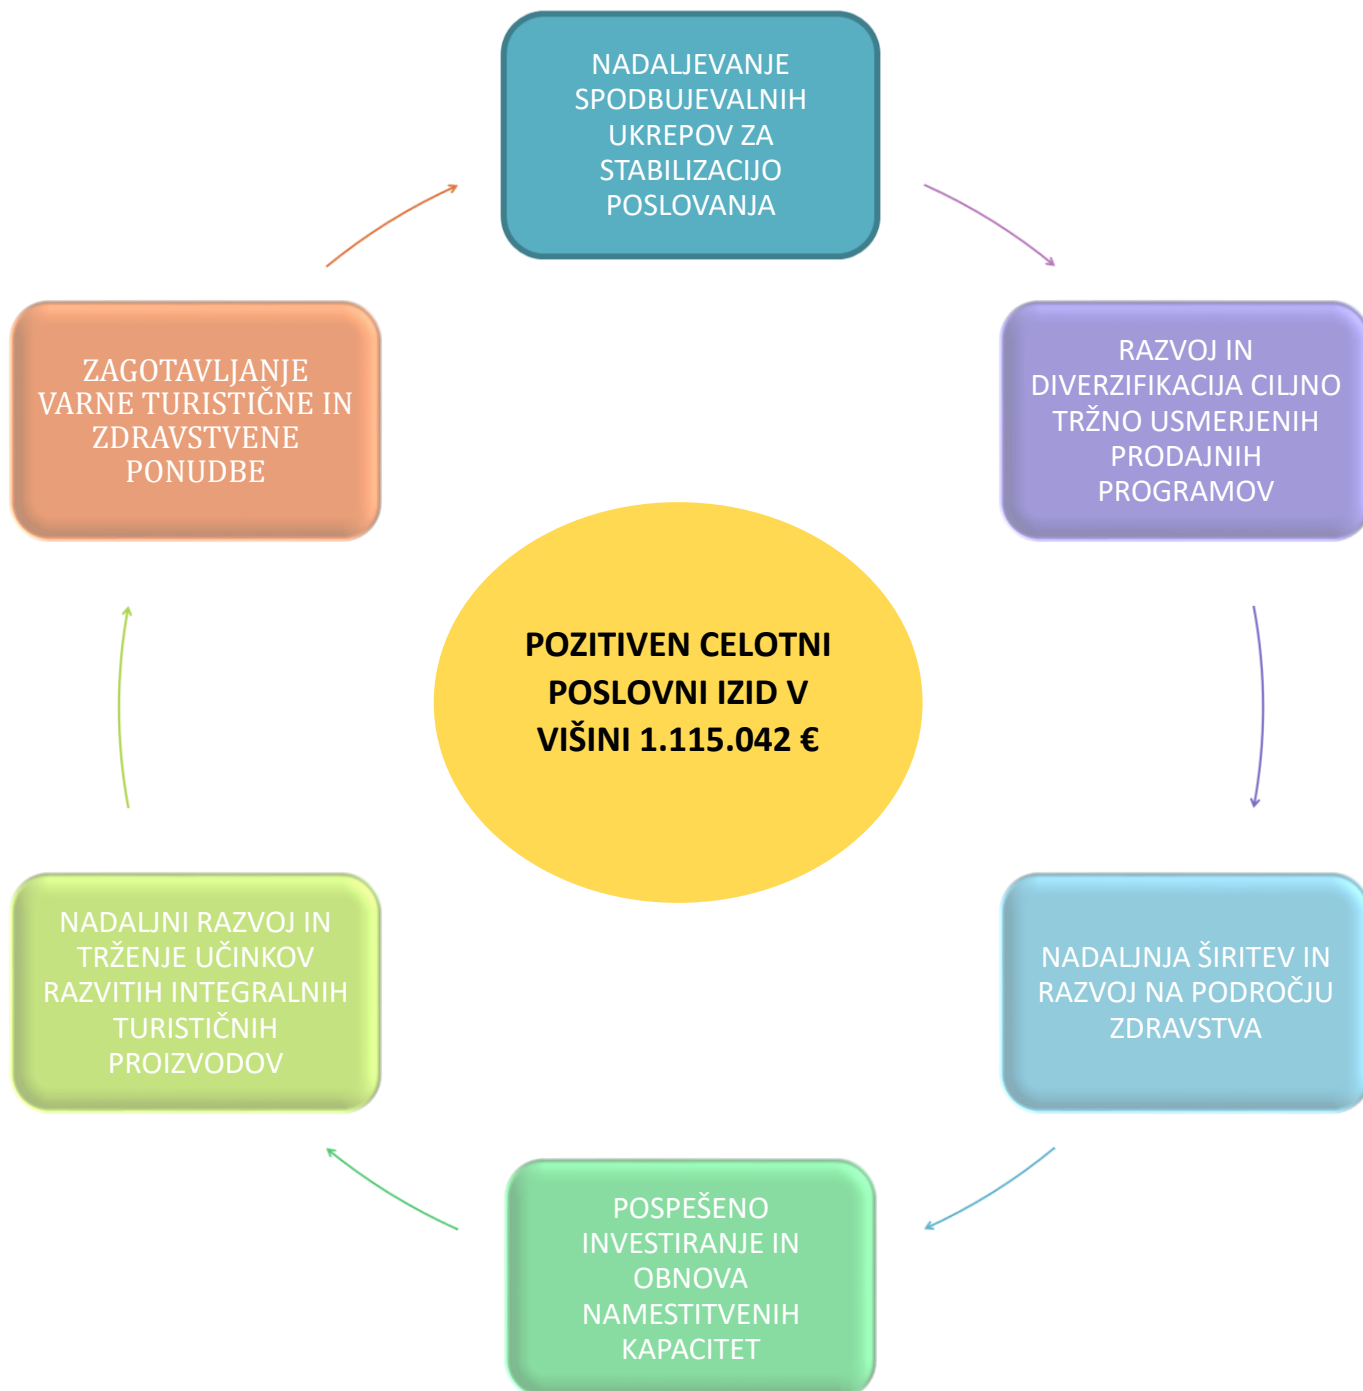 NADALJEVANJE
SPODBUJEVALNIH
UKREPOV ZA
STABILIZACIJO
POSLOVANJA
RAZVOJ IN
DIVERZIFIKACIJA CILJNO
TRŽNO USMERJENIH
PRODAJNIH
PROGRAMOV
NADALJNJA ŠIRITEV IN
RAZVOJ NA PODROČJU
ZDRAVSTVA
POSPEŠENO
INVESTIRANJE IN
OBNOVA
NAMESTITVENIH
KAPACITET
NADALJNI RAZVOJ IN
TRŽENJE UČINKOV
RAZVITIH INTEGRALNIH
TURISTIČNIH
PROIZVODOV
ZAGOTAVLJANJE
VARNE TURISTIČNE IN
ZDRAVSTVENE
PONUDBE
POZITIVEN CELOTNI
POSLOVNI IZID V
VIŠINI 1.115.042 €